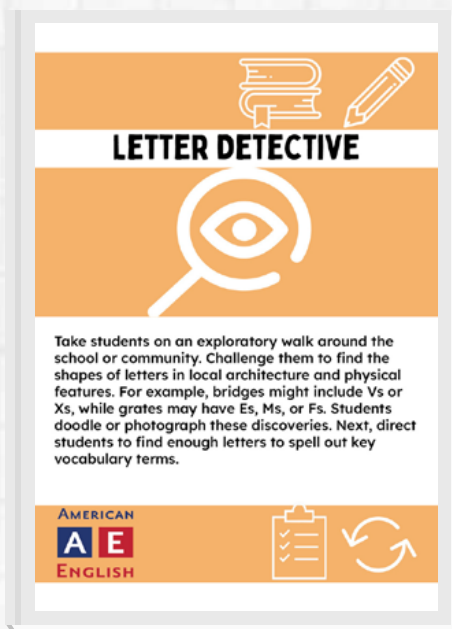 LETTER DETECTIVE
Take students on an exploratory walk around the
school or community. Challenge them to find the
shapes of letters in local architecture and physical
features. For example, bridges might include Vs or
Xs, while grates may have Es, Ms, or Fs. Students
doodle or photograph these discoveries. Next, direct
students to find enough letters to spell out key
vocabulary terms.
AMERICAN
A E
ENGLISH